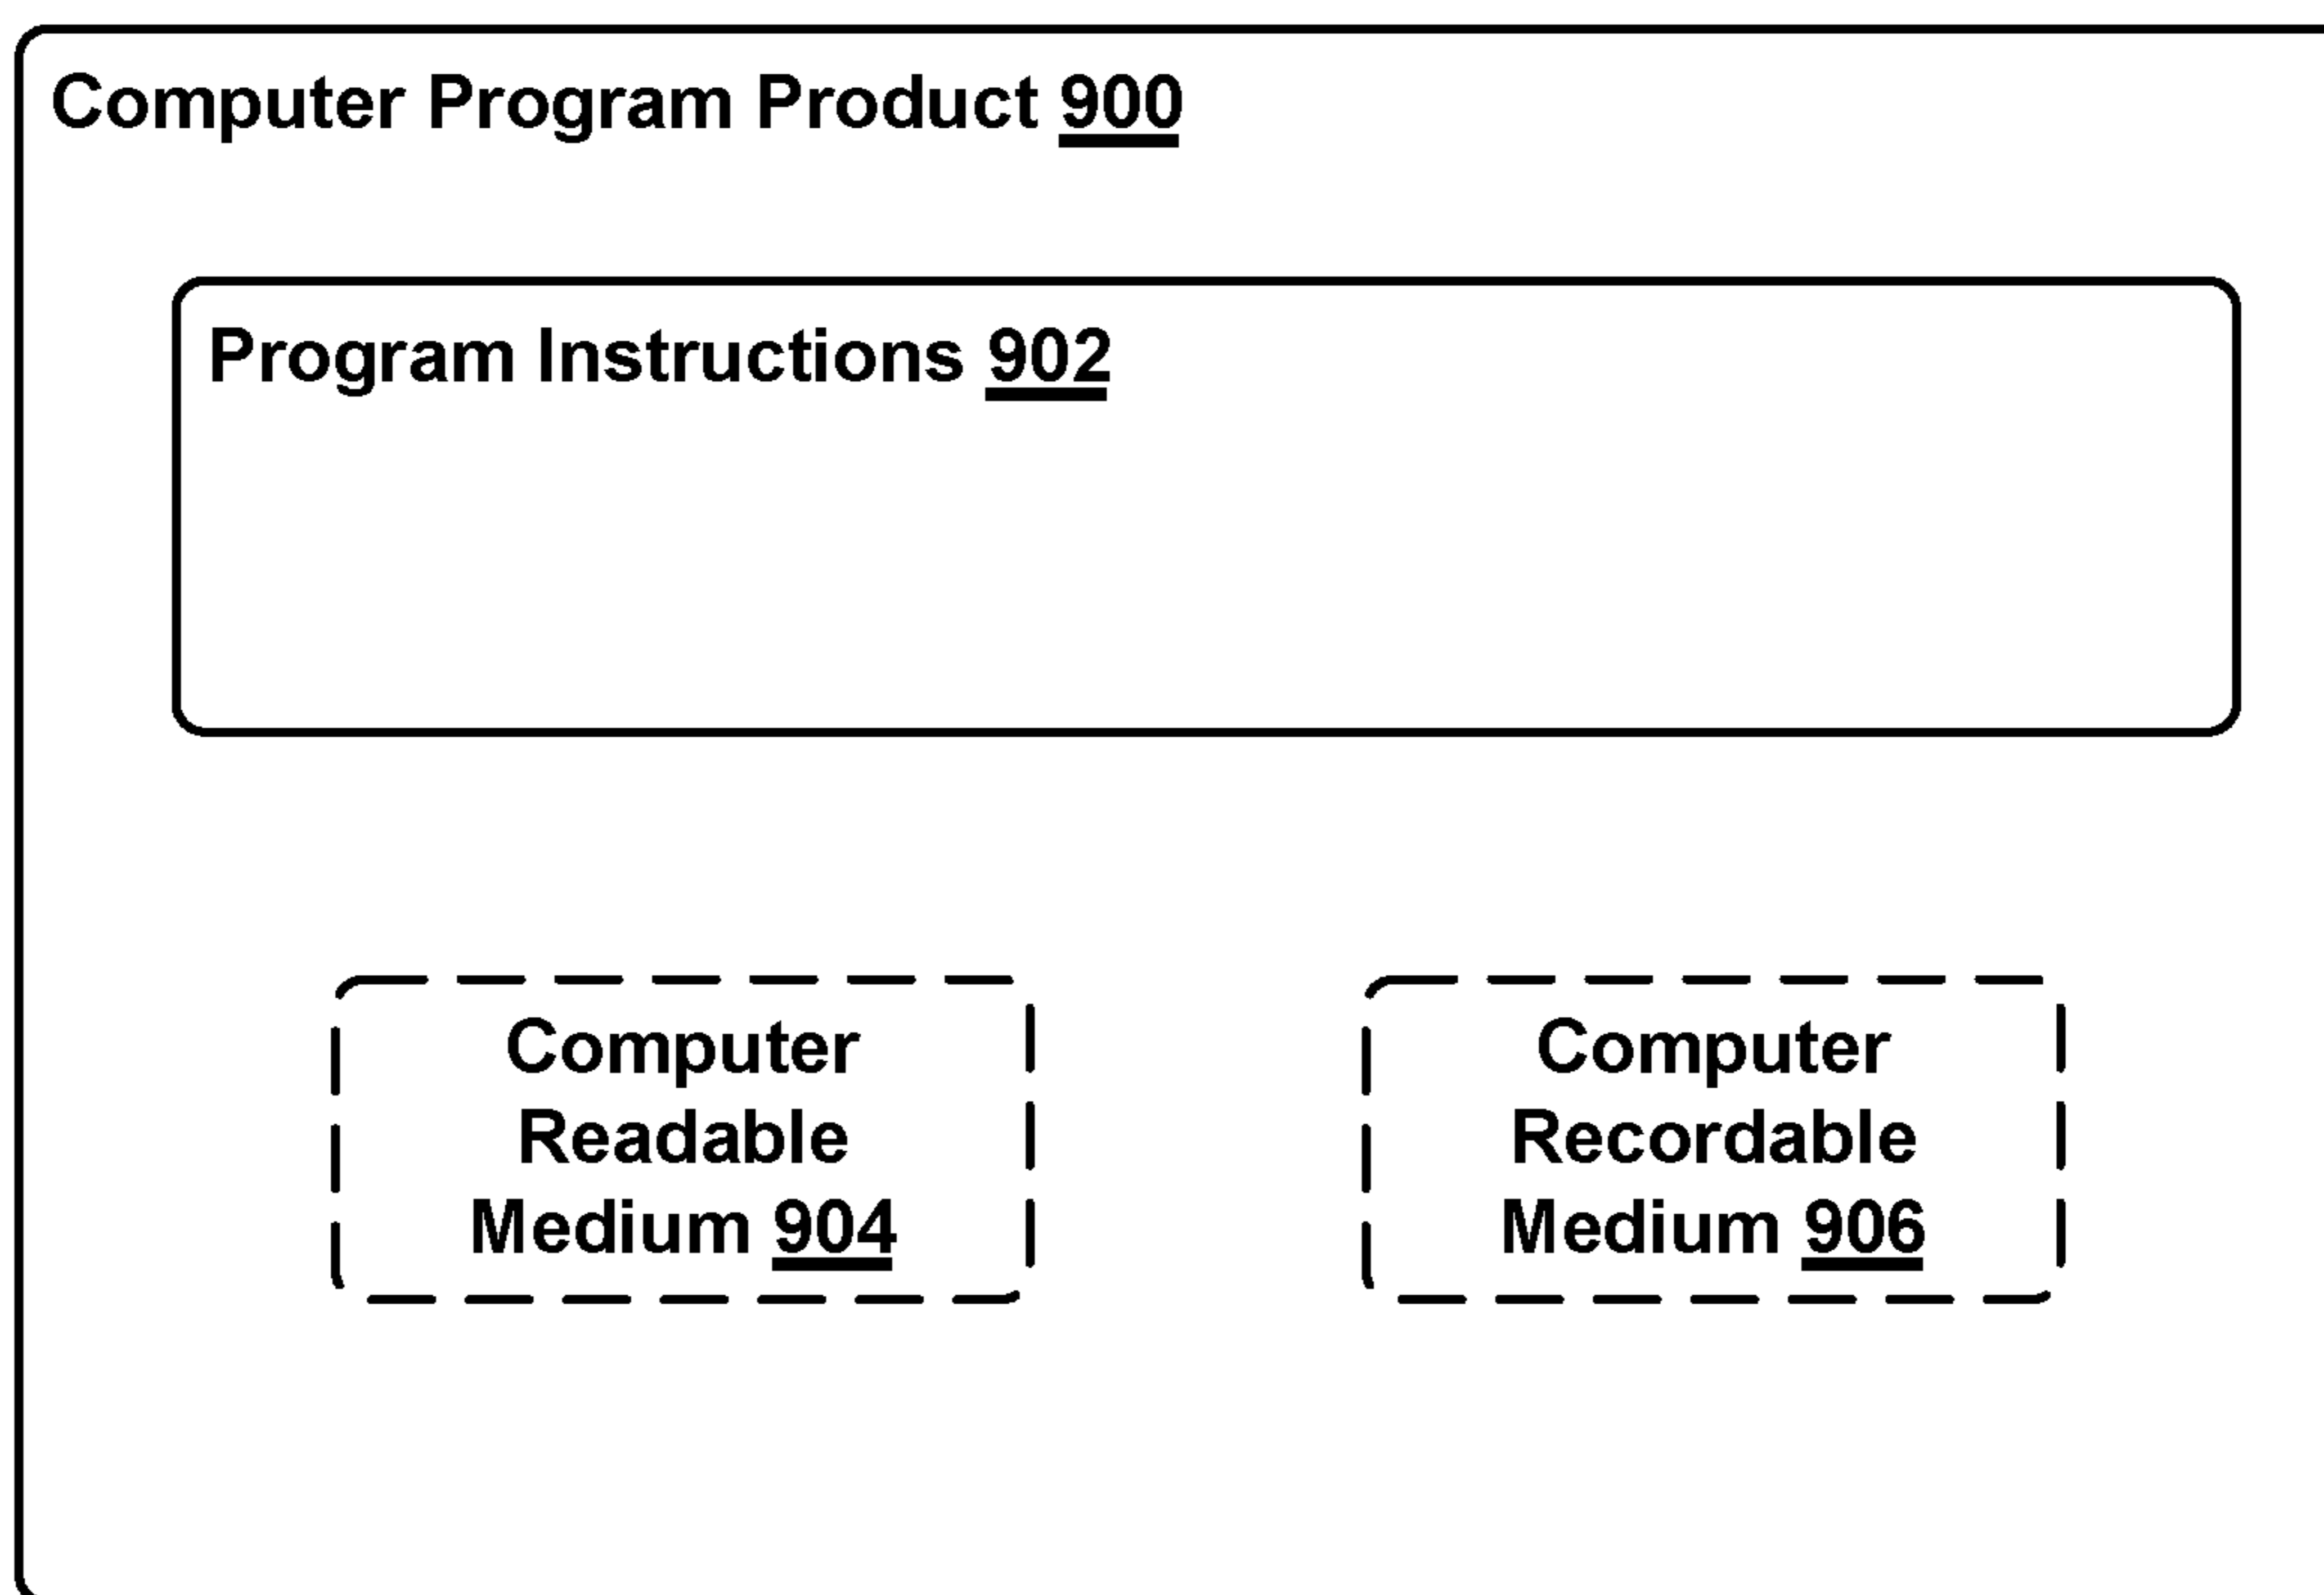 Computer Program Product 900
Program Instructions 902
Computer
Readable
Medium 904
Computer
Recordable
Medium 906